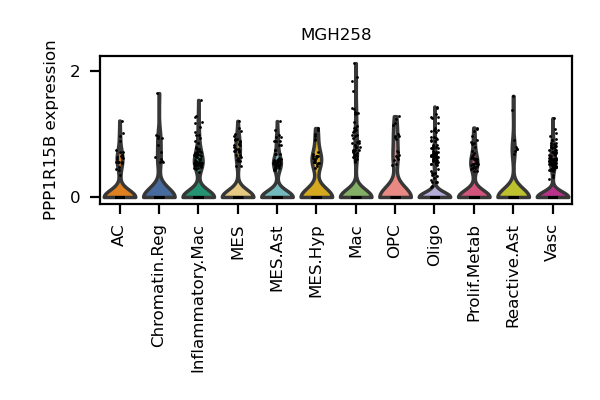 MGH258
PPP1R15B expression
2
0
AC
Chromatin.Reg
Inflammatory.Mac
MES
MES.Ast
MES.Hyp
Mac
OPC
Oligo
Prolif.Metab
Reactive.Ast
Vasc